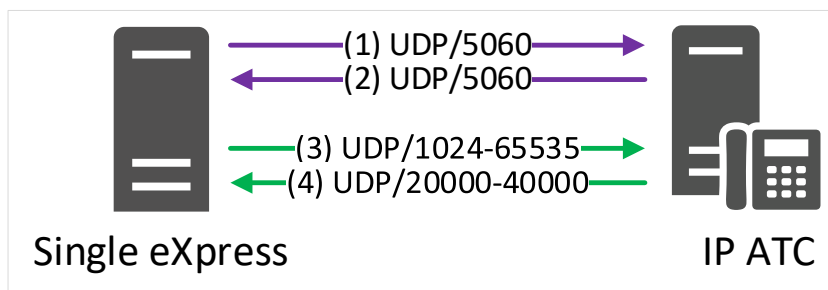 (1) UDP/5060
(2) UDP/5060
(3) UDP/1024-65535
(4) UDP/20000-40000
Single eXpress
IP ATC